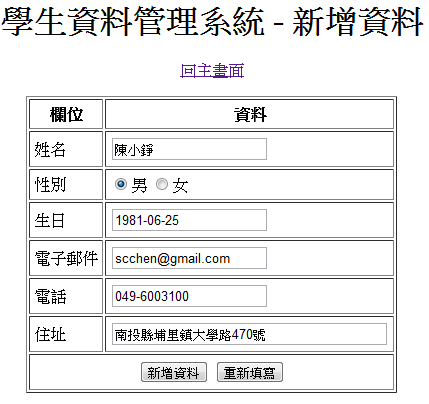 學生資料管理系統 - 新增資料
回主畫面
欄位 資料
姓名 陳小錚
性別 男 女
生日 1981-06-25
電子郵件 scchen@gmail.com
電話 049-6003100
住址 南投縣埔里鎮大學路470號
新增資料 重新填寫